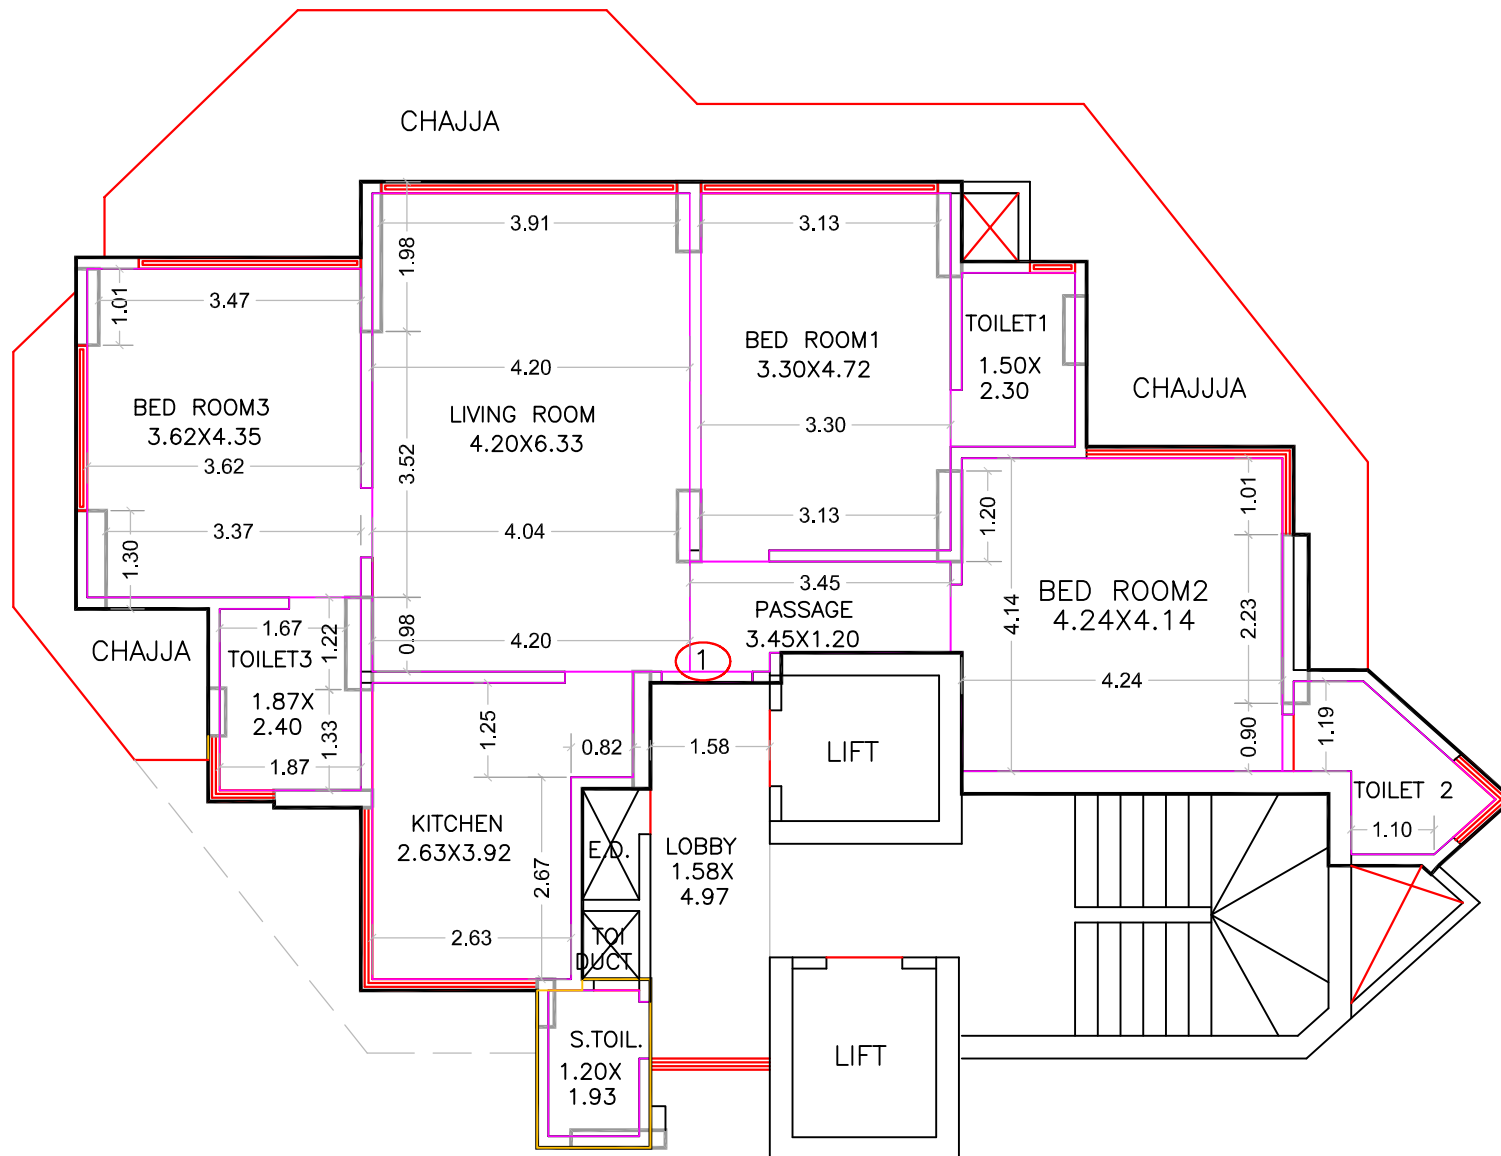 CHAJJA
3.91
3.13
1.98
1.01
3.47
TOILET1
1.50X
2.30
BED ROOM1
3.30X4.72
4.20
CHAJJJA
BED ROOM3
3.62X4.35
LIVING ROOM
4.20X6.33
3.30
3.62
3.52
1.01
1.20
3.13
3.37
4.04
1.30
3.45
BED ROOM2
4.24X4.14
PASSAGE
3.45X1.20
4.14
2.23
1.67
1.22
0.98
4.20
CHAJJA
TOILET3
1
4.24
1.87X
2.40
1.33
1.25
0.82
1.58
LIFT
0.90
1.19
1.87
TOILET 2
1.10
KITCHEN
2.63X3.92
E.D.
LOBBY
1.58X
4.97
2.67
2.63
TOI
DUCT
S.TOIL.
1.20X
1.93
LIFT